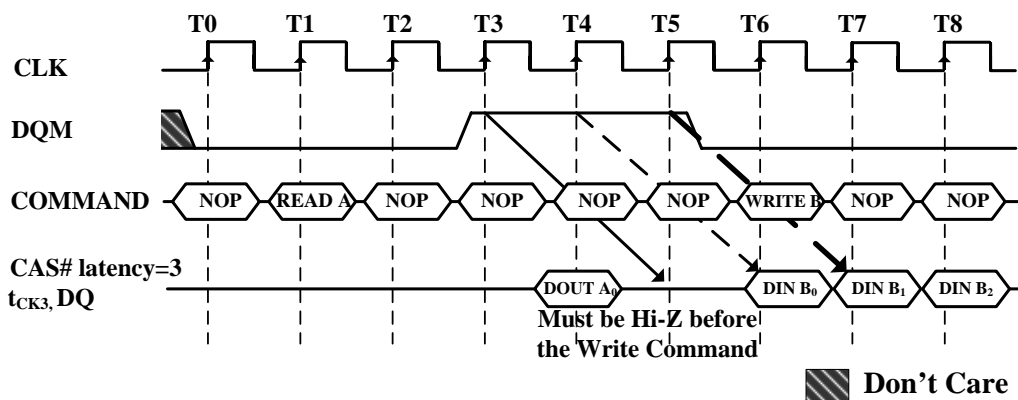 T0 T1 T2 T3 T4 T5 T6 T7 T8
CLK
DQM
COMMAND NOP READ A NOP NOP NOP NOP WRITE B NOP NOP
CAS# latency=3
tCK3, DQ DOUT A0 DIN B0 DIN B1 DIN B2
Must be Hi-Z before
the Write Command
Don't Care